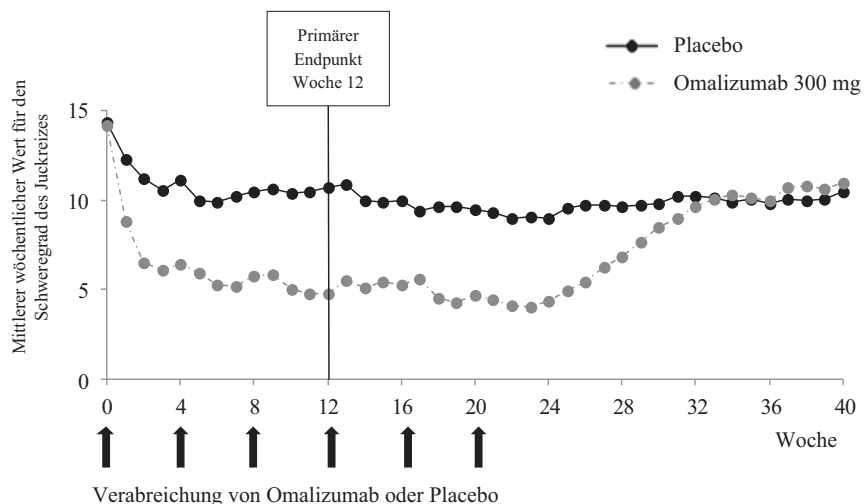 Primärer
Endpunkt
Woche 12
Placebo
Omalizumab 300 mg
Mittlerer wöchentlicher Wert für den
Schweregrad des Juckreizes
15
10
5
0
0 4 8 12 16 20 24 28 32 36 40
Woche
Verabreichung von Omalizumab oder Placebo